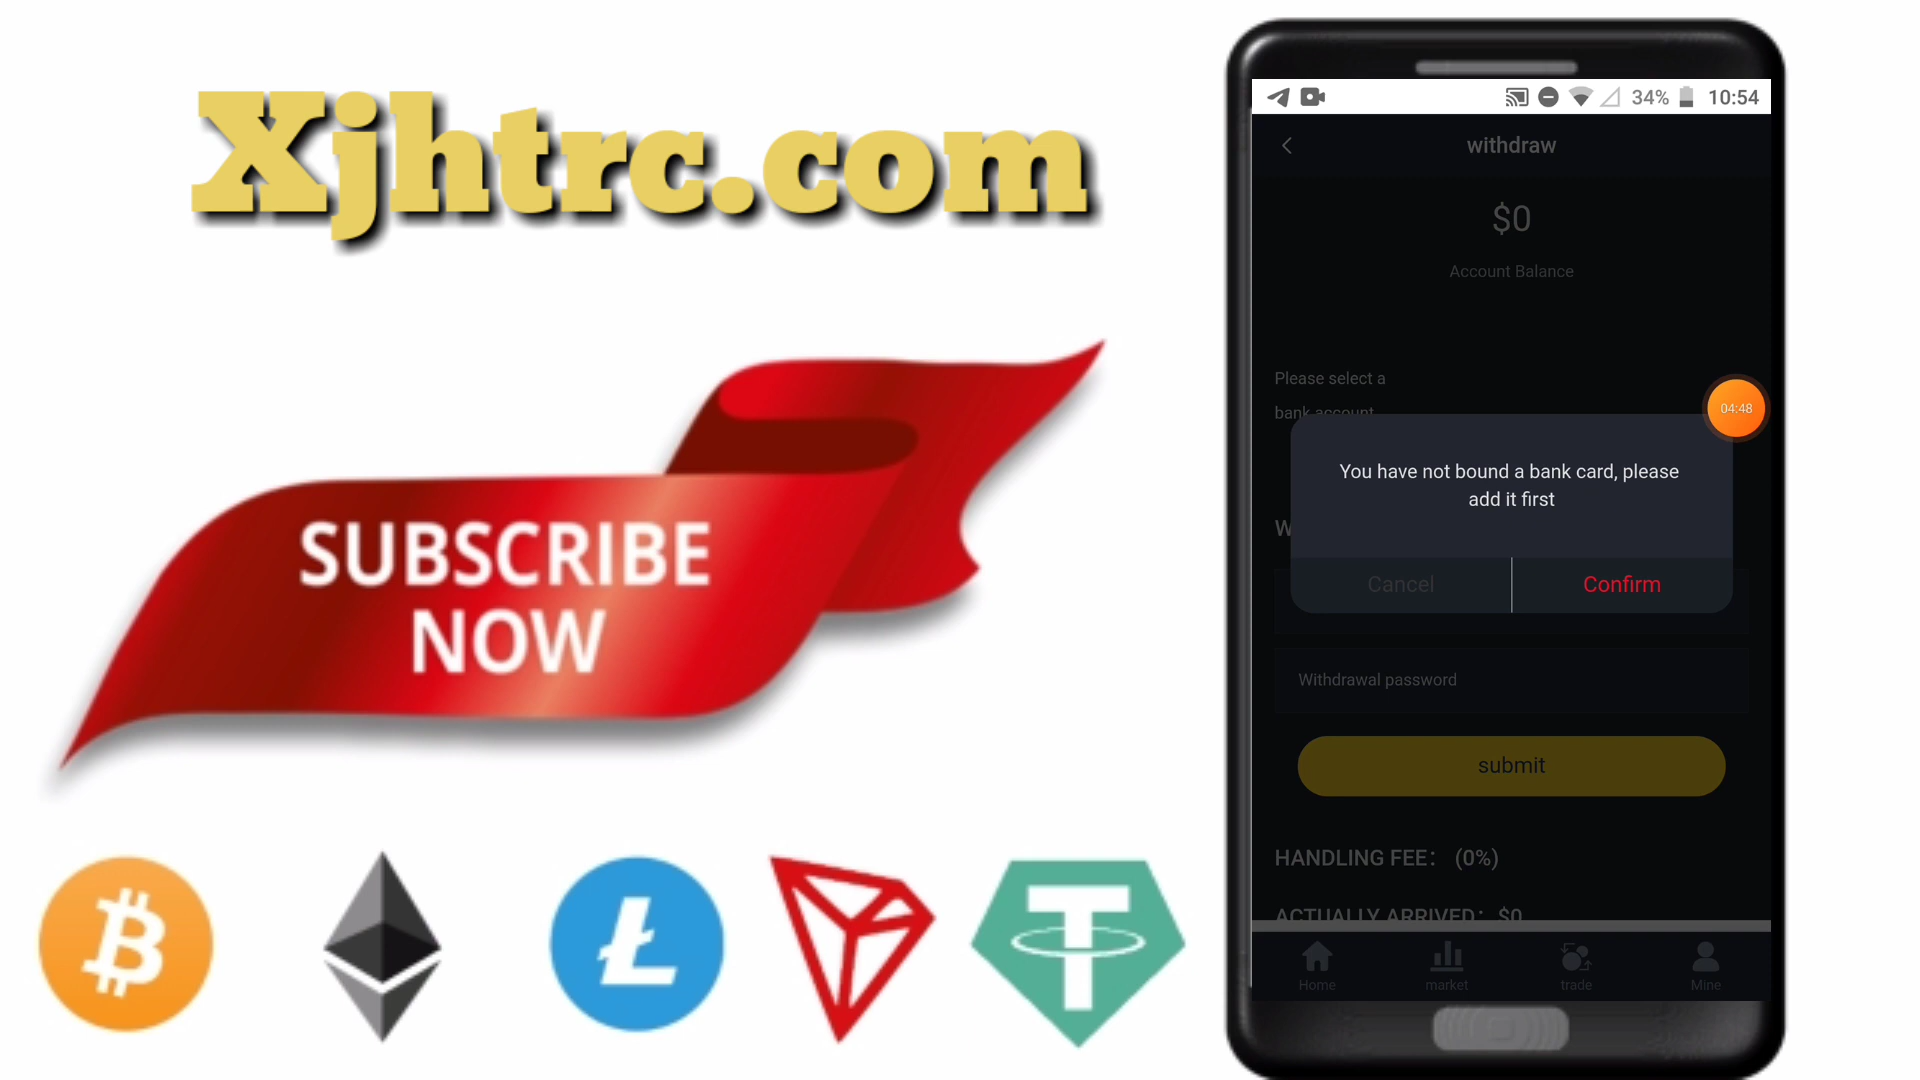 Xjhtrc.com
SUBSCRIBE
NOW
34% 10:54
withdraw
$0
Account Balance
Please select a
bank account
04:48
You have not bound a bank card, please
add it first
W
Cancel
Confirm
Withdrawal password
submit
HANDLING FEE： (0%)
ACTUALLY ARRIVED：$0
Home
market
trade
Mine